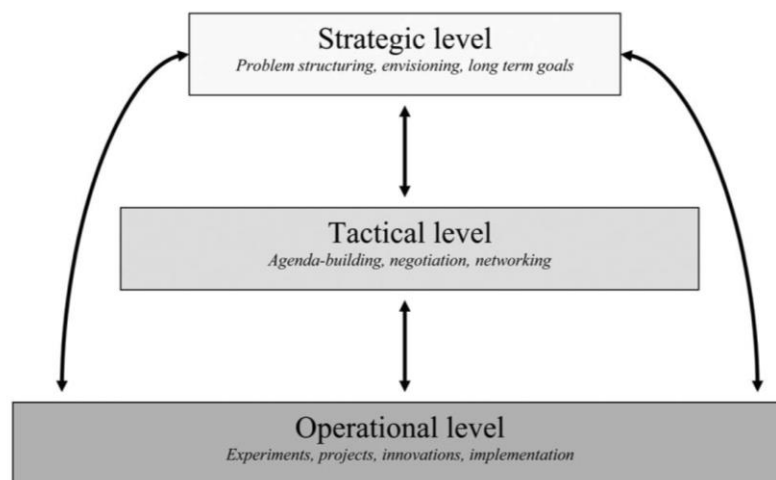 Strategic level
Problem structuring, envisioning, long term goals
Tactical level
Agenda-building, negotiation, networking
Operational level
Experiments, projects, innovations, implementation